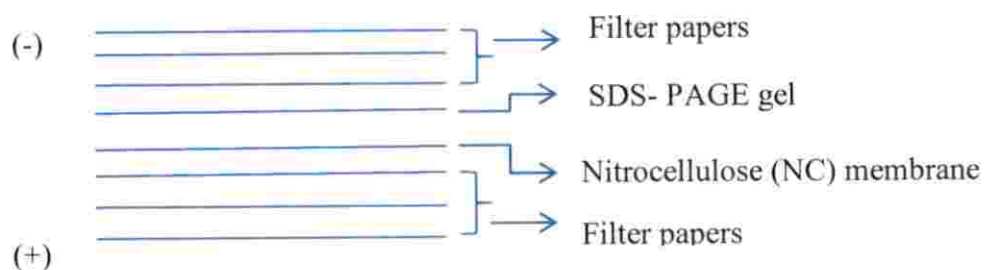 (-)
Filter papers
SDS- PAGE gel
Nitrocellulose (NC) membrane
Filter papers
(+)